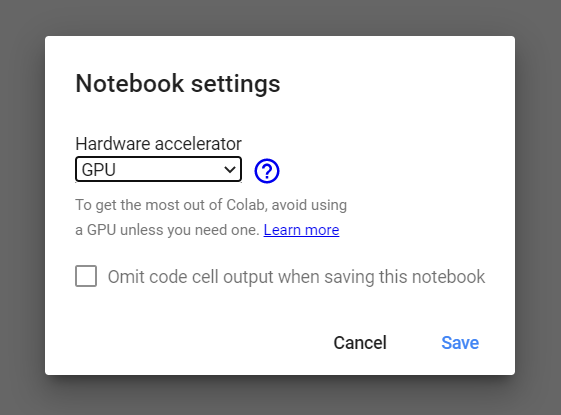 Notebook settings
Hardware accelerator
GPU
?
To get the most out of Colab, avoid using
a GPU unless you need one. Learn more
Omit code cell output when saving this notebook
Cancel Save